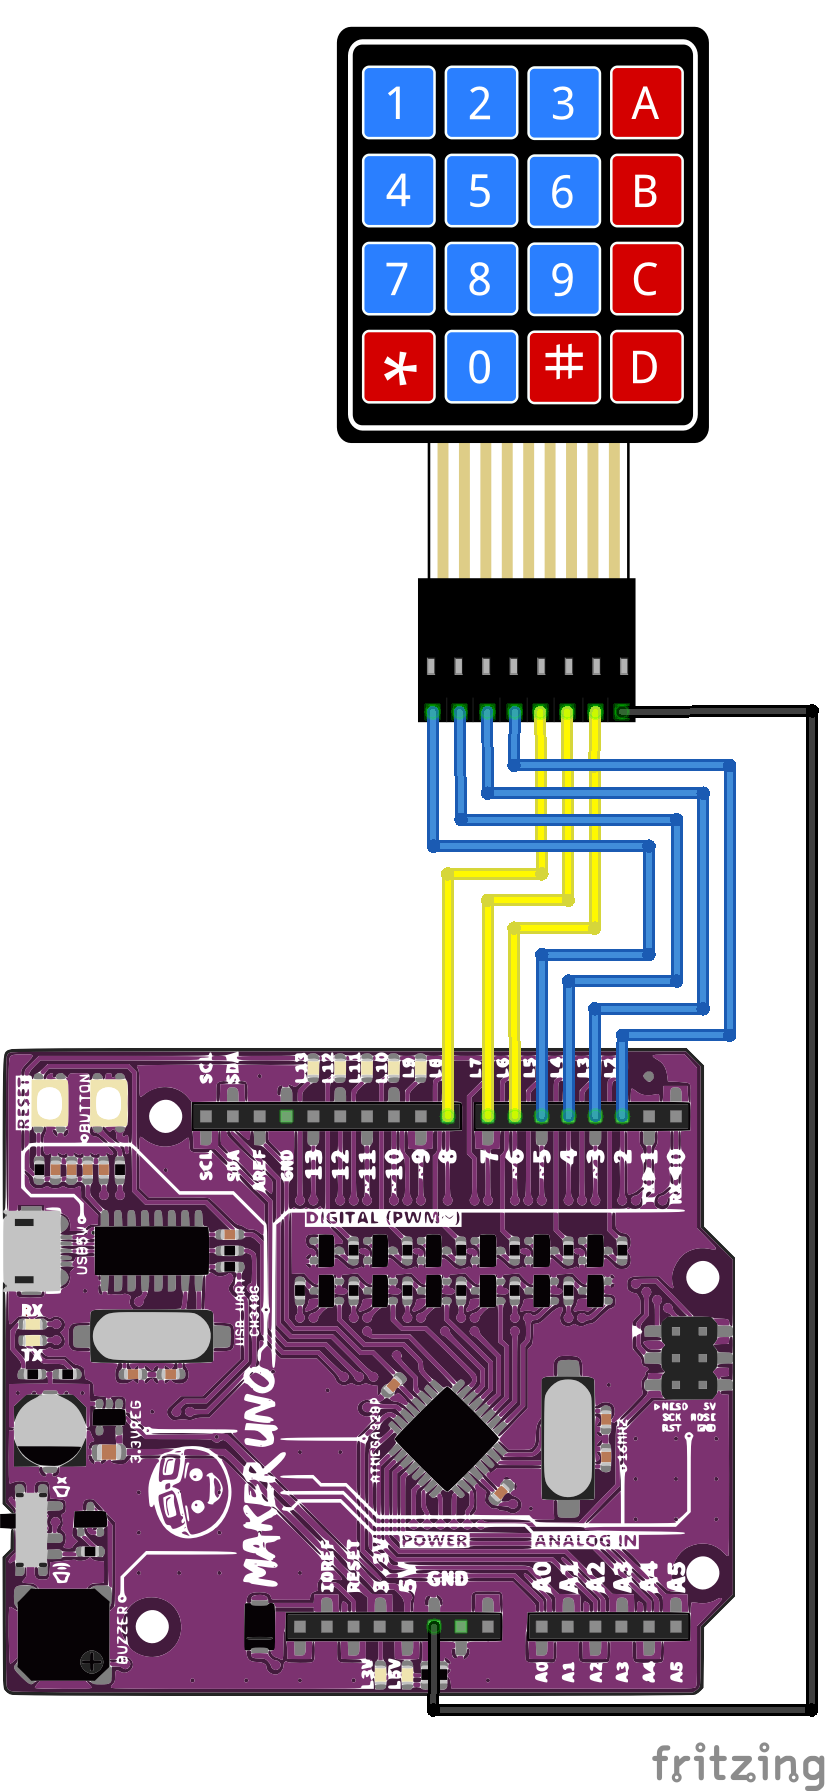 1 2 3 A
4 5 6 B
7 8 9 C
* 0 # D
SCL SDA L13 L12 L11 L10 L9 L8 L7 L6 L5 L4 L3 L2
RESET
BUTTON
SCL SDA AREF GND 13 12 ~11 ~10 ~9 8 7 ~6 ~5 4 ~3 2 TX▶1 RX◀0
DIGITAL (PWM~)
USB5V
USB UART
CH340G
RX
TX
3.3VREG
MAKER UNO
ATMEGA328P
16MHZ
▷MISO 5V
SCK MOSI
RST GND
POWER
ANALOG IN
IOREF RESET 3.3V 5V GND A0 A1 A2 A3 A4 A5
BUZZER
L3V L5V
A0 A1 A2 A3 A4 A5
fritzing